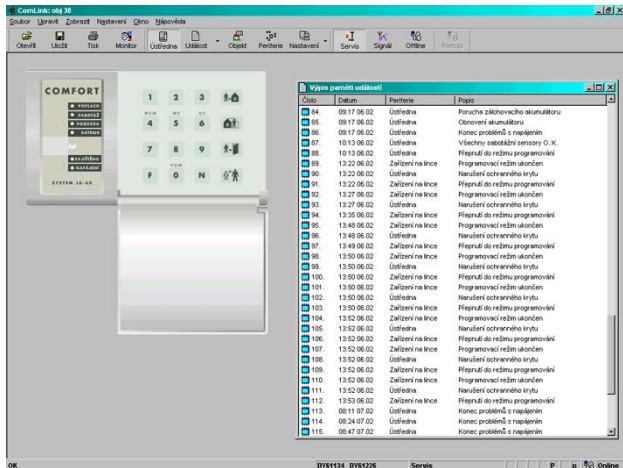 ComLink: obj 30
Soubor Upravit Zobrazit Nastavení Okno Nápověda
Otevřít Uložit Tisk Monitor Ústředna Událost Objekt Periferie Nastavení Servis Signál Offline Remote
COMFORT
POPLACH
SABOTÁŽ
PORUCHA
BATERIE
ZAJIŠTĚNO
NAPÁJENÍ
SYSTEM JA-60
1 2 3
4 5 6
7 8 9
F 0 N
Výpis paměti událostí
Číslo Datum Periferie Popis
84. 09:17 06.02 Ústředna Porucha zálohovacího akumulátoru
85. 09:17 06.02 Ústředna Obnovení akumulátoru
86. 09:17 06.02 Ústředna Konec problémů s napájením
87. 10:13 06.02 Ústředna Všechny sabotážní sensory O. K.
88. 10:13 06.02 Ústředna Přepnutí do režimu programování
89. 13:22 06.02 Zařízení na lince Programovací režim ukončen
90. 13:22 06.02 Ústředna Narušení ochranného krytu
91. 13:22 06.02 Zařízení na lince Přepnutí do režimu programování
92. 13:27 06.02 Zařízení na lince Programovací režim ukončen
93. 13:27 06.02 Ústředna Narušení ochranného krytu
94. 13:35 06.02 Zařízení na lince Přepnutí do režimu programování
95. 13:48 06.02 Zařízení na lince Programovací režim ukončen
96. 13:48 06.02 Ústředna Narušení ochranného krytu
97. 13:49 06.02 Zařízení na lince Přepnutí do režimu programování
98. 13:50 06.02 Zařízení na lince Programovací režim ukončen
99. 13:50 06.02 Ústředna Narušení ochranného krytu
100. 13:50 06.02 Zařízení na lince Přepnutí do režimu programování
101. 13:50 06.02 Zařízení na lince Programovací režim ukončen
102. 13:50 06.02 Ústředna Narušení ochranného krytu
103. 13:50 06.02 Zařízení na lince Přepnutí do režimu programování
104. 13:52 06.02 Zařízení na lince Programovací režim ukončen
105. 13:52 06.02 Ústředna Narušení ochranného krytu
106. 13:52 06.02 Zařízení na lince Přepnutí do režimu programování
107. 13:52 06.02 Zařízení na lince Programovací režim ukončen
108. 13:52 06.02 Ústředna Narušení ochranného krytu
109. 13:52 06.02 Zařízení na lince Přepnutí do režimu programování
110. 13:52 06.02 Zařízení na lince Programovací režim ukončen
111. 13:52 06.02 Ústředna Narušení ochranného krytu
112. 13:53 06.02 Zařízení na lince Přepnutí do režimu programování
113. 08:11 07.02 Ústředna Konec problémů s napájením
114. 08:24 07.02 Ústředna Konec problémů s napájením
115. 08:47 07.02 Ústředna Konec problémů s napájením
OK DY61134 DY61226 Servis P p Online